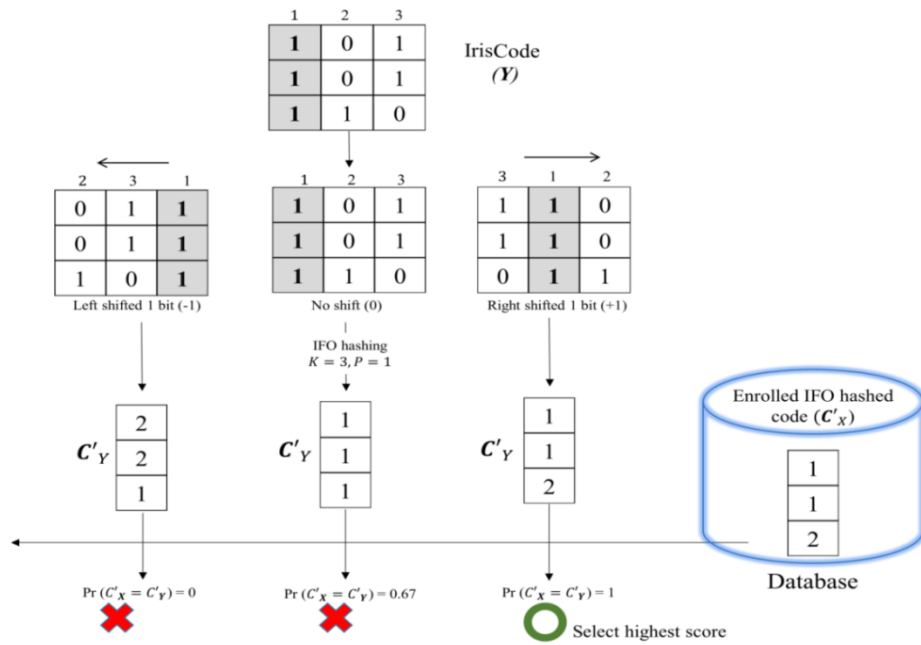 1 2 3
1 0 1
1 0 1
1 1 0
IrisCode
(Y)
2 3 1
0 1 1
0 1 1
1 0 1
Left shifted 1 bit (-1)
1 2 3
1 0 1
1 0 1
1 1 0
No shift (0)
3 1 2
1 1 0
1 1 0
0 1 1
Right shifted 1 bit (+1)
IFO hashing
K = 3, P = 1
C'Y
2
2
1
C'Y
1
1
1
C'Y
1
1
2
Enrolled IFO hashed
code (C'X)
1
1
2
Database
Pr (C'X = C'Y) = 0
Pr (C'X = C'Y) = 0.67
Pr (C'X = C'Y) = 1
Select highest score